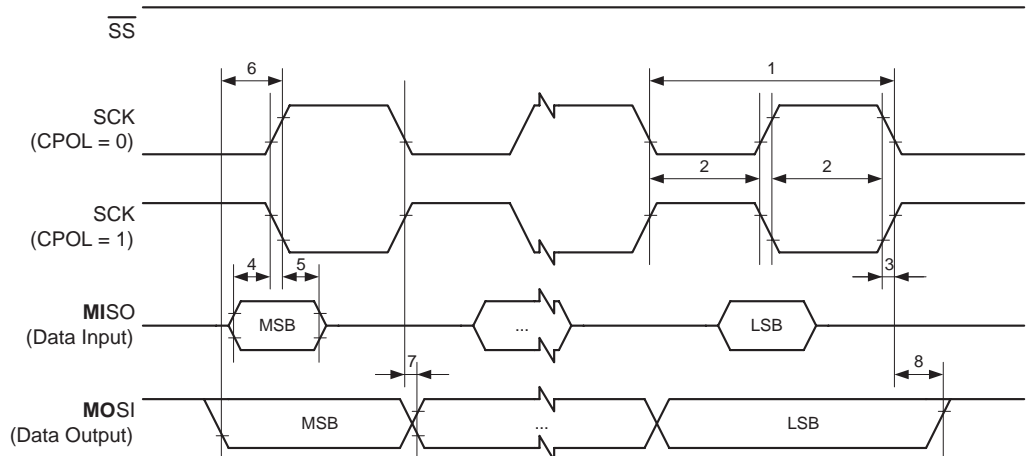 SS
6
1
SCK
(CPOL = 0)
2
2
SCK
(CPOL = 1)
4
5
3
MISO
(Data Input)
MSB
...
LSB
7
8
MOSI
(Data Output)
MSB
...
LSB